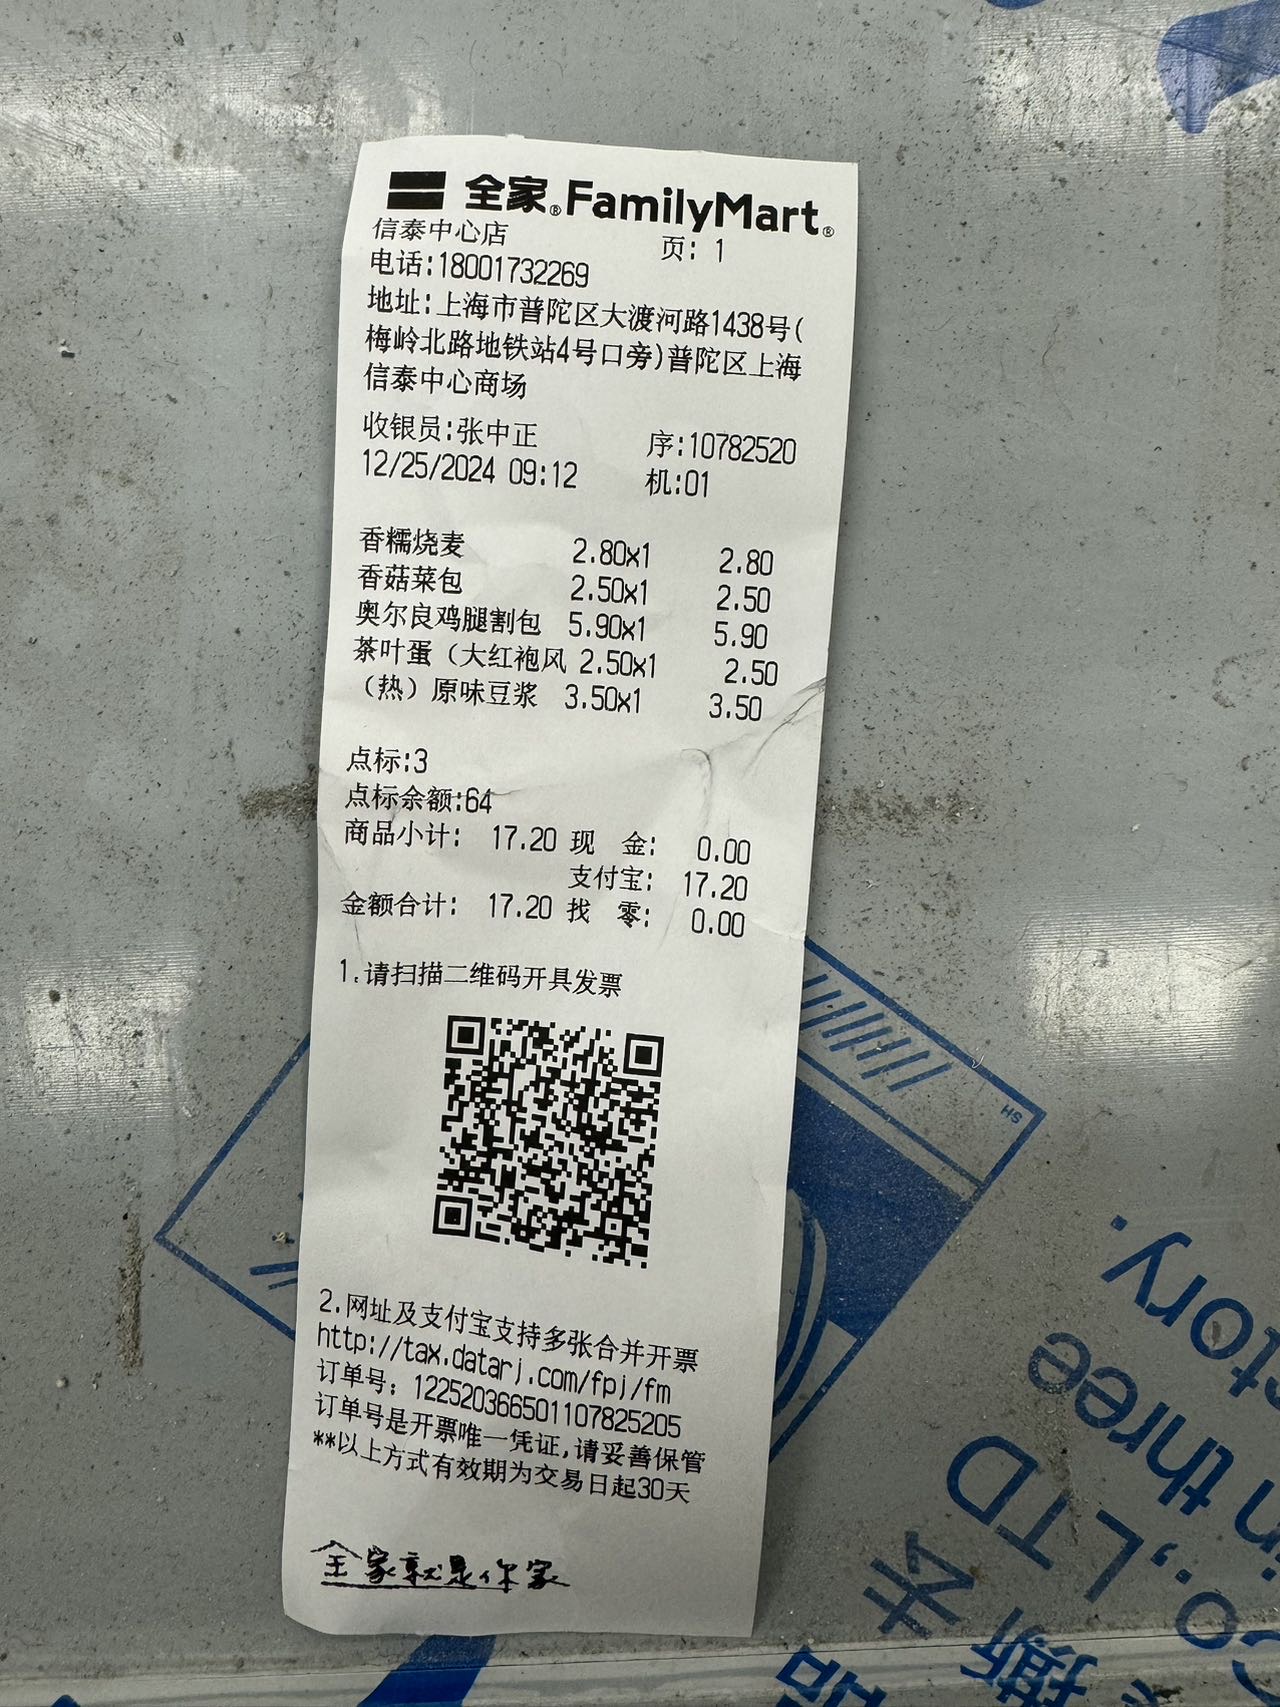 全家®FamilyMart®
信泰中心店 页: 1
电话:18001732269
地址:上海市普陀区大渡河路1438号(
梅岭北路地铁站4号口旁)普陀区上海
信泰中心商场
收银员:张中正 序:10782520
12/25/2024 09:12 机:01
香糯烧麦 2.80x1 2.80
香菇菜包 2.50x1 2.50
奥尔良鸡腿割包 5.90x1 5.90
茶叶蛋（大红袍风 2.50x1 2.50
（热）原味豆浆 3.50x1 3.50
点标:3
点标余额:64
商品小计: 17.20 现 金: 0.00
支付宝: 17.20
金额合计: 17.20 找 零: 0.00
1.请扫描二维码开具发票
2.网址及支付宝支持多张合并开票
http://tax.datarj.com/fpj/fm
订单号: 122520366501107825205
订单号是开票唯一凭证,请妥善保管
**以上方式有效期为交易日起30天
全家就是你家
SH
tory.
in three
Co.,LTD